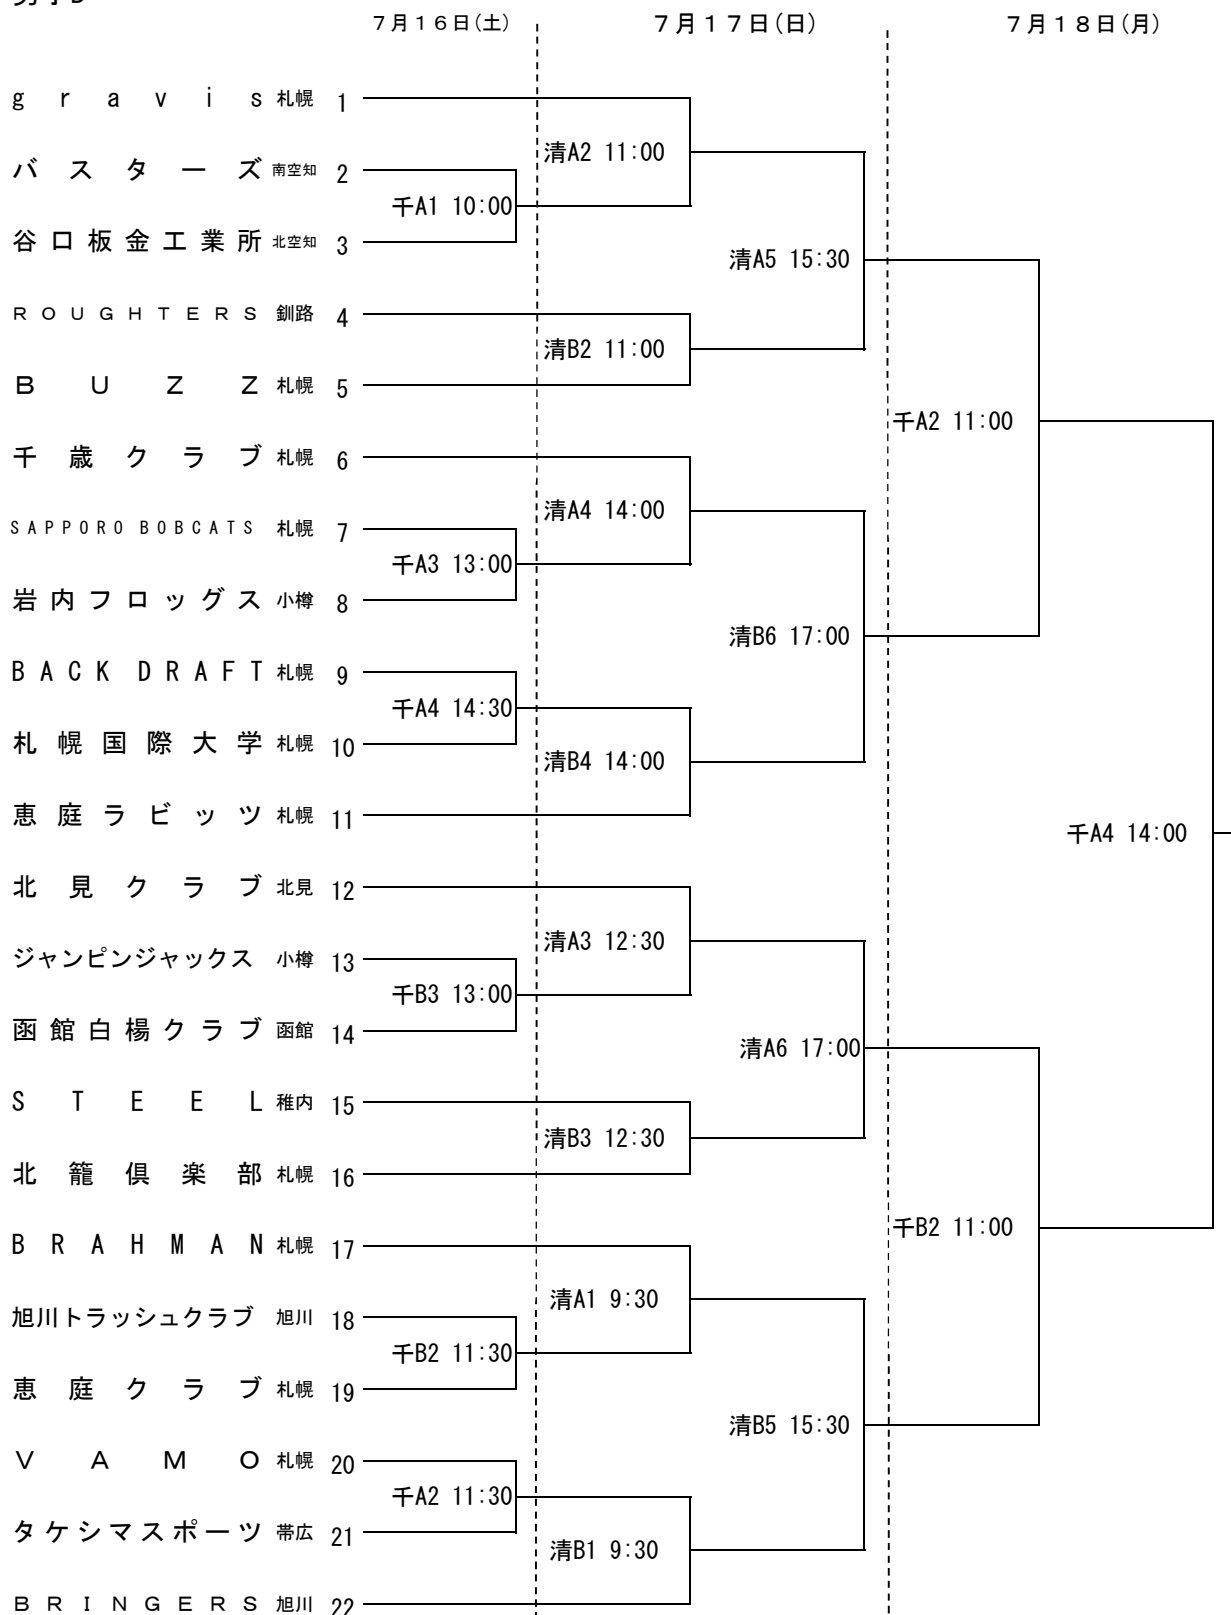 ７月１６日(土) ７月１７日(日) ７月１８日(月)
gravis 札幌 1
清A2 11:00
バスターズ 南空知 2
千A1 10:00
谷口板金工業所 北空知 3
清A5 15:30
ＲＯＵＧＨＴＥＲＳ 釧路 4
清B2 11:00
ＢＵＺＺ 札幌 5
千A2 11:00
千歳クラブ 札幌 6
清A4 14:00
SAPPORO BOBCATS 札幌 7
千A3 13:00
岩内フロッグス 小樽 8
清B6 17:00
BACK DRAFT 札幌 9
千A4 14:30
札幌国際大学 札幌 10
清B4 14:00
恵庭ラビッツ 札幌 11
千A4 14:00
北見クラブ 北見 12
清A3 12:30
ジャンピンジャックス 小樽 13
千B3 13:00
函館白楊クラブ 函館 14
清A6 17:00
STEEL 稚内 15
清B3 12:30
北籠倶楽部 札幌 16
千B2 11:00
BRAHMAN 札幌 17
清A1 9:30
旭川トラッシュクラブ 旭川 18
千B2 11:30
恵庭クラブ 札幌 19
清B5 15:30
ＶＡＭＯ 札幌 20
千A2 11:30
タケシマスポーツ 帯広 21
清B1 9:30
ＢＲＩＮＧＥＲＳ 旭川 22